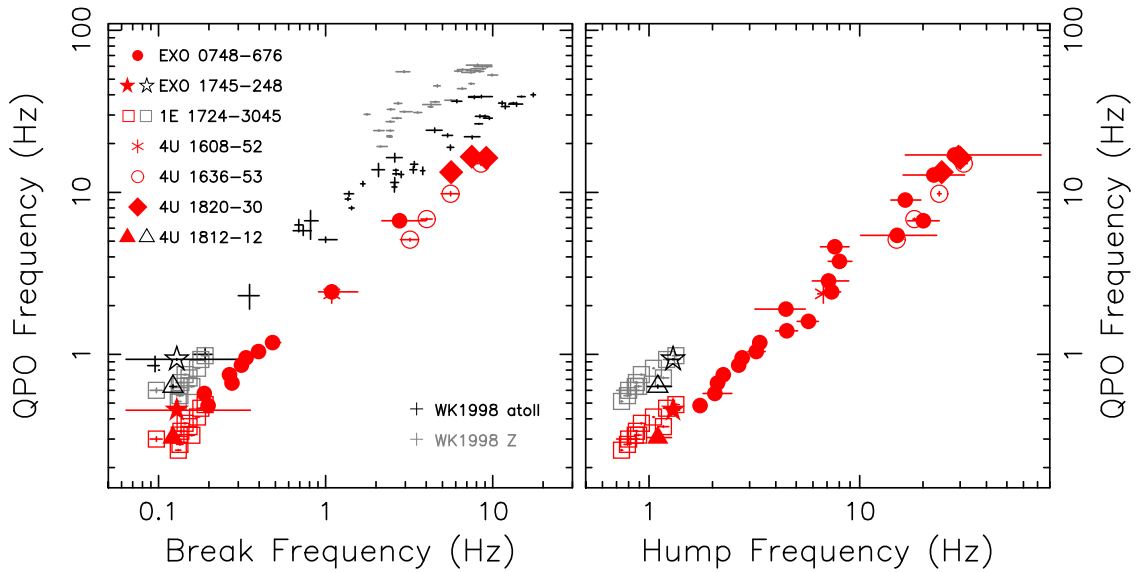 QPO Frequency (Hz)
100
10
1
EXO 0748−676
EXO 1745−248
1E 1724−3045
4U 1608−52
4U 1636−53
4U 1820−30
4U 1812−12
WK1998 atoll
WK1998 Z
0.1
1
10
Break Frequency (Hz)
1
10
Hump Frequency (Hz)
100
10
1
QPO Frequency (Hz)